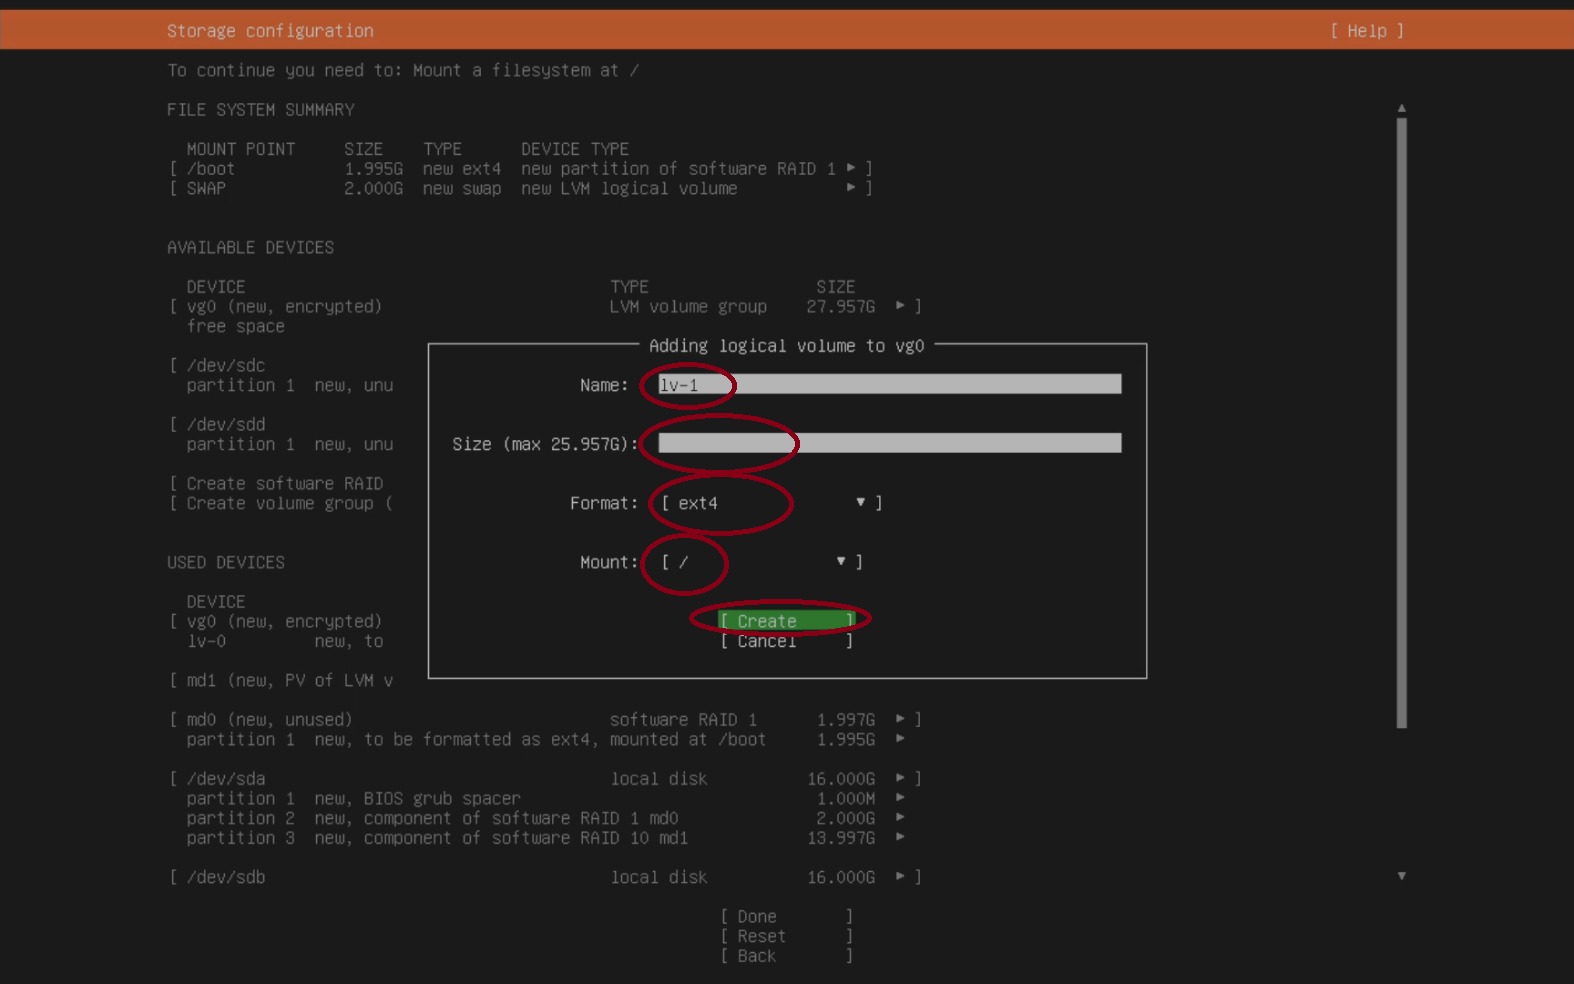 Storage configuration [ Help ]
To continue you need to: Mount a filesystem at /
FILE SYSTEM SUMMARY
MOUNT POINT SIZE TYPE DEVICE TYPE
[ /boot 1.995G new ext4 new partition of software RAID 1 ▸ ]
[ SWAP 2.000G new swap new LVM logical volume ▸ ]
AVAILABLE DEVICES
DEVICE TYPE SIZE
[ vg0 (new, encrypted) LVM volume group 27.957G ▸ ]
free space
[ /dev/sdc
partition 1 new, unu
[ /dev/sdd
partition 1 new, unu
[ Create software RAID
[ Create volume group (
Adding logical volume to vg0
Name: lv-1
Size (max 25.957G):
Format: [ ext4 ▾ ]
Mount: [ / ▾ ]
[ Create ]
[ Cancel ]
USED DEVICES
DEVICE
[ vg0 (new, encrypted)
lv-0 new, to
[ md1 (new, PV of LVM v
[ md0 (new, unused) software RAID 1 1.997G ▸ ]
partition 1 new, to be formatted as ext4, mounted at /boot 1.995G ▸
[ /dev/sda local disk 16.000G ▸ ]
partition 1 new, BIOS grub spacer 1.000M ▸
partition 2 new, component of software RAID 1 md0 2.000G ▸
partition 3 new, component of software RAID 10 md1 13.997G ▸
[ /dev/sdb local disk 16.000G ▸ ]
[ Done ]
[ Reset ]
[ Back ]